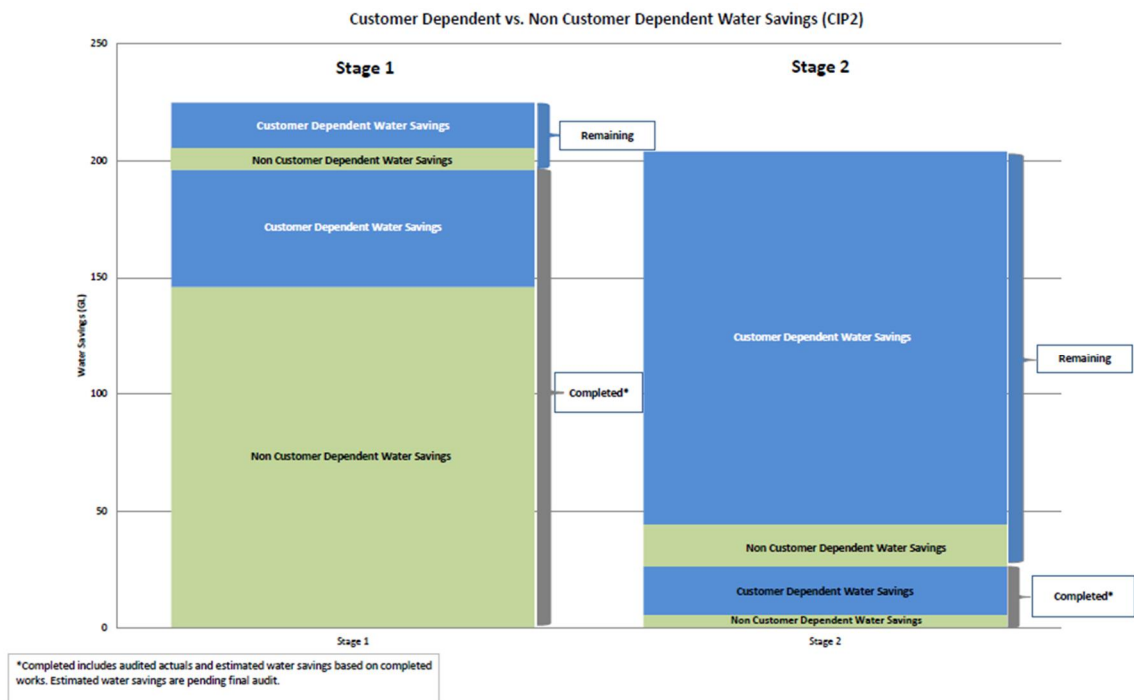 Customer Dependent vs. Non Customer Dependent Water Savings (CIP2)
250
Stage 1
Stage 2
Customer Dependent Water Savings
Remaining
Non Customer Dependent Water Savings
200
Customer Dependent Water Savings
150
Customer Dependent Water Savings
Remaining
Water Savings (GL)
100
Completed*
Non Customer Dependent Water Savings
50
Non Customer Dependent Water Savings
Customer Dependent Water Savings
Completed*
Non Customer Dependent Water Savings
0
Stage 1
Stage 2
*Completed includes audited actuals and estimated water savings based on completed
works. Estimated water savings are pending final audit.